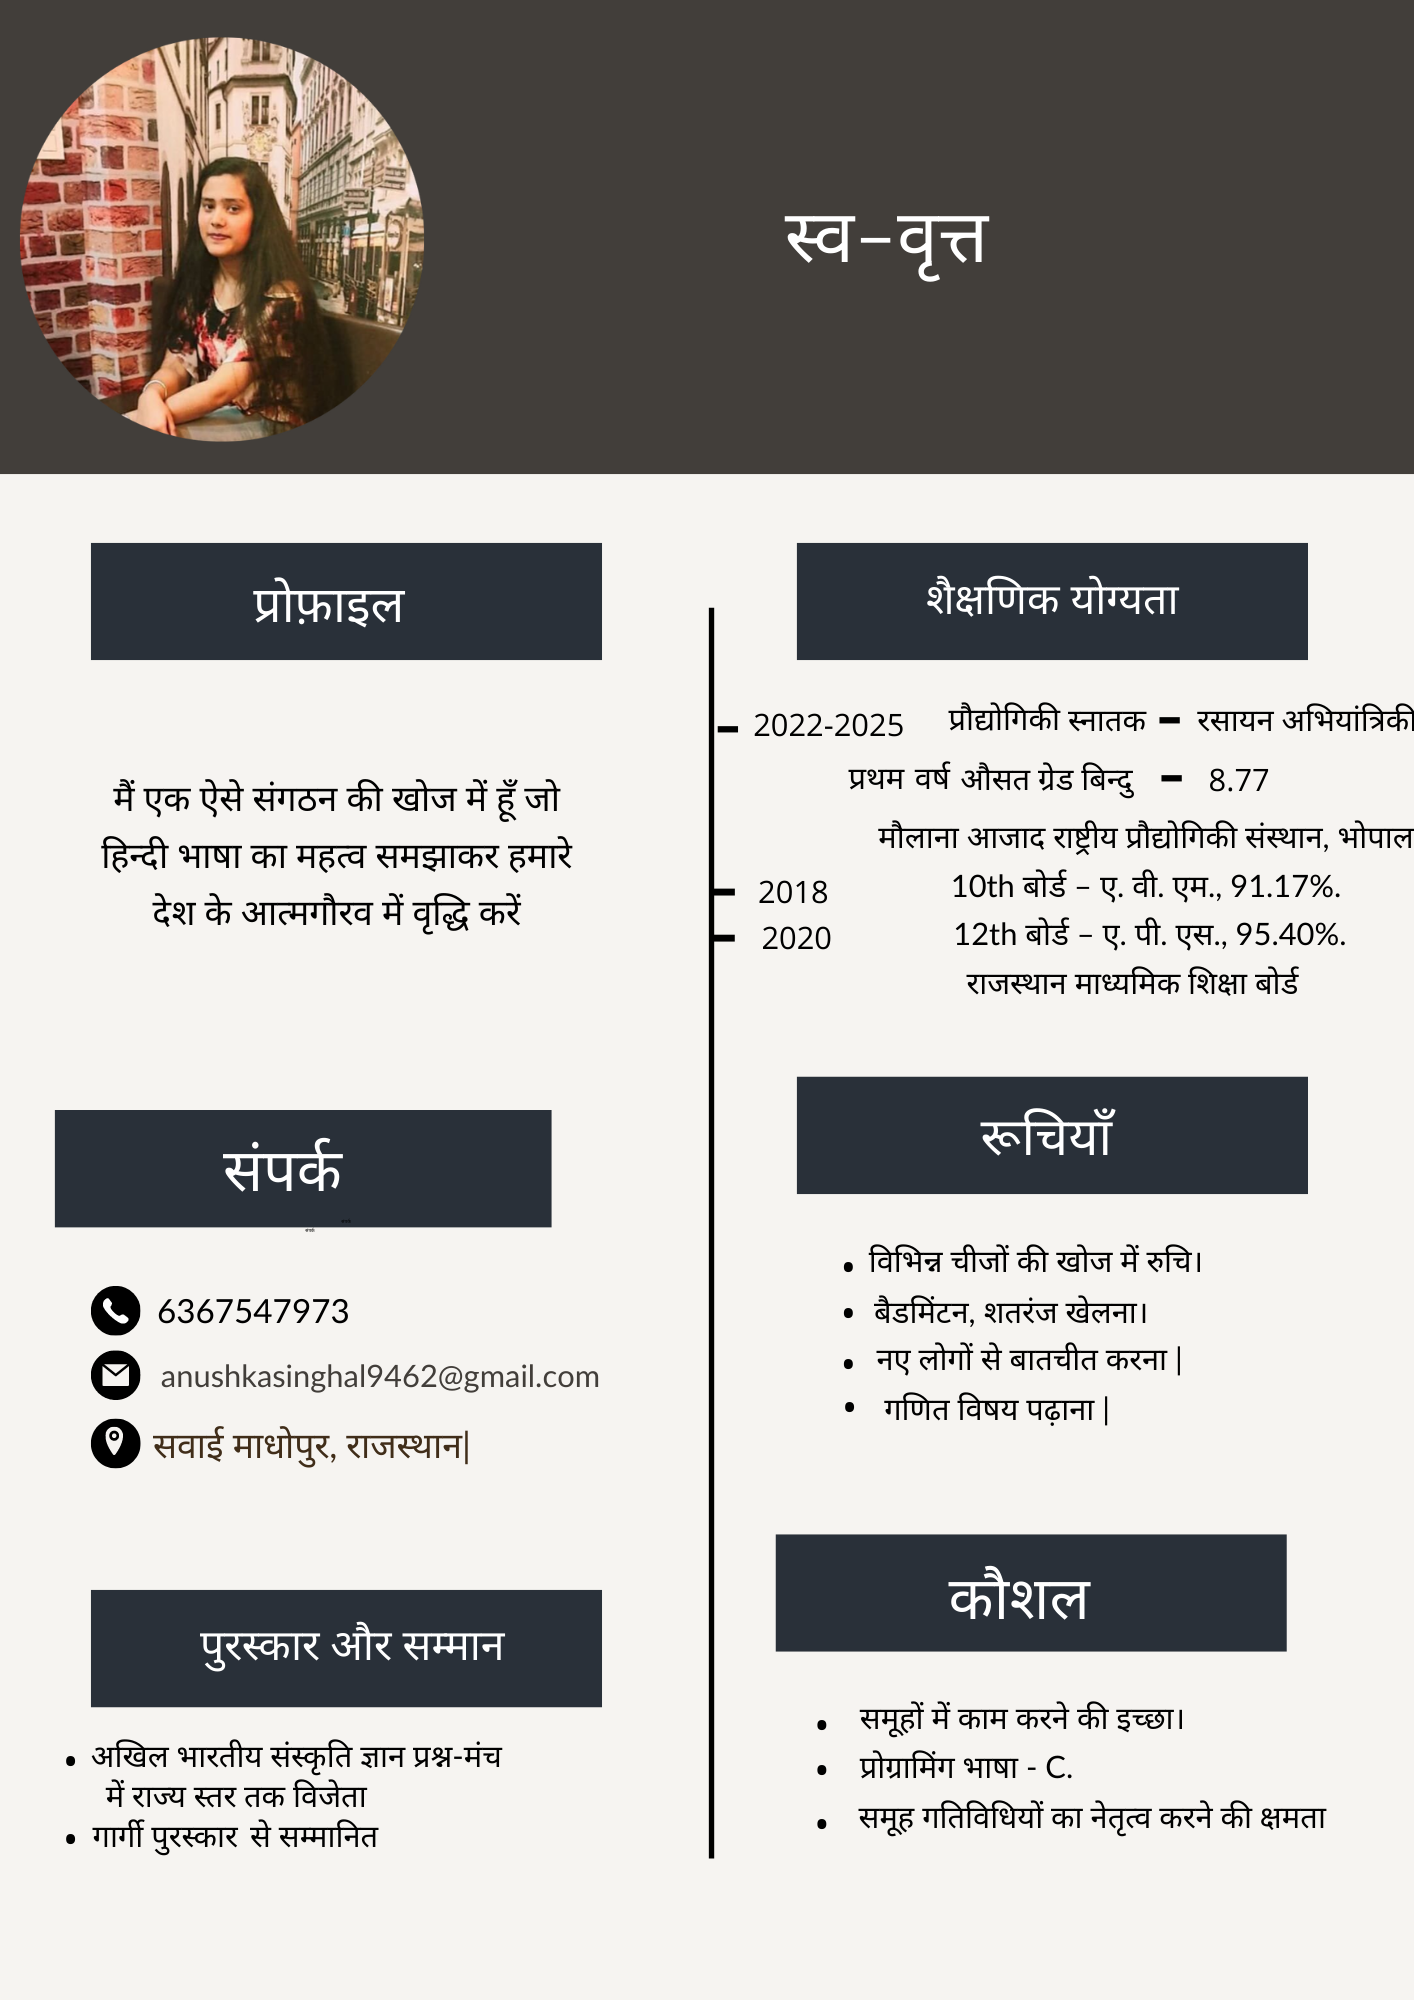 स्व–वृत्त
प्रोफ़ाइल
मैं एक ऐसे संगठन की खोज में हूँ जो
हिन्दी भाषा का महत्व समझाकर हमारे
देश के आत्मगौरव में वृद्धि करें
संपर्क
6367547973
anushkasinghal9462@gmail.com
सवाई माधोपुर, राजस्थान|
पुरस्कार और सम्मान
• अखिल भारतीय संस्कृति ज्ञान प्रश्न-मंच
में राज्य स्तर तक विजेता
• गार्गी पुरस्कार से सम्मानित
शैक्षणिक योग्यता
2022-2025 प्रौद्योगिकी स्नातक – रसायन अभियांत्रिकी
प्रथम वर्ष औसत ग्रेड बिन्दु – 8.77
मौलाना आजाद राष्ट्रीय प्रौद्योगिकी संस्थान, भोपाल
2018 10th बोर्ड – ए. वी. एम., 91.17%.
2020 12th बोर्ड – ए. पी. एस., 95.40%.
राजस्थान माध्यमिक शिक्षा बोर्ड
रूचियाँ
• विभिन्न चीजों की खोज में रुचि।
• बैडमिंटन, शतरंज खेलना।
• नए लोगों से बातचीत करना |
• गणित विषय पढ़ाना |
कौशल
• समूहों में काम करने की इच्छा।
• प्रोग्रामिंग भाषा - C.
• समूह गतिविधियों का नेतृत्व करने की क्षमता